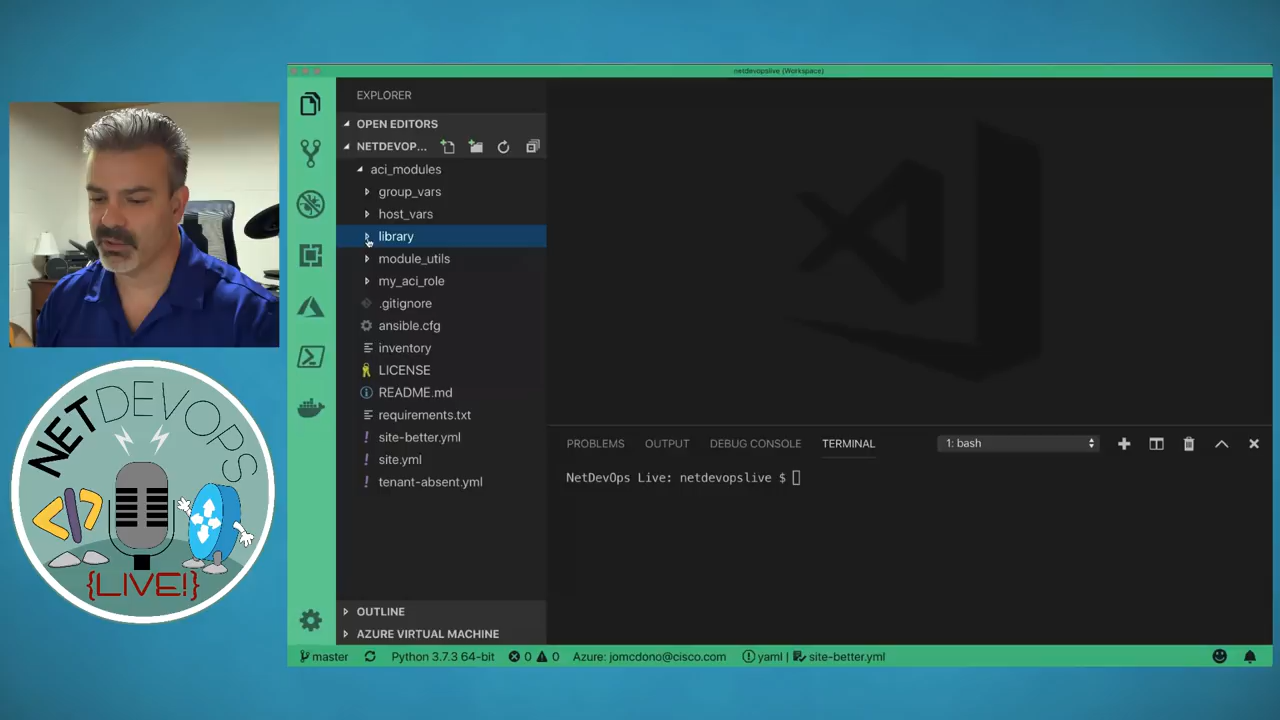 netdevopslive (Workspace)
EXPLORER
OPEN EDITORS
NETDEVOP...
aci_modules
group_vars
host_vars
library
module_utils
my_aci_role
.gitignore
ansible.cfg
inventory
LICENSE
README.md
requirements.txt
site-better.yml
site.yml
tenant-absent.yml
OUTLINE
AZURE VIRTUAL MACHINE
PROBLEMS OUTPUT DEBUG CONSOLE TERMINAL 1: bash
NetDevOps Live: netdevopslive $
master Python 3.7.3 64-bit 0 0 Azure: jomcdono@cisco.com yaml | site-better.yml
NETDEVOPS
</>
{LIVE!}